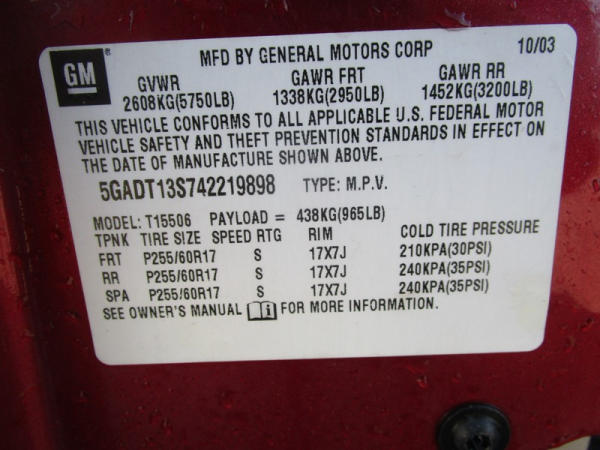 GM
MFD BY GENERAL MOTORS CORP 10/03
GVWR GAWR FRT GAWR RR
2608KG(5750LB) 1338KG(2950LB) 1452KG(3200LB)
THIS VEHICLE CONFORMS TO ALL APPLICABLE U.S. FEDERAL MOTOR
VEHICLE SAFETY AND THEFT PREVENTION STANDARDS IN EFFECT ON
THE DATE OF MANUFACTURE SHOWN ABOVE.
5GADT13S742219898 TYPE: M.P.V.
MODEL: T15506 PAYLOAD = 438KG(965LB)
TPNK TIRE SIZE SPEED RTG RIM COLD TIRE PRESSURE
FRT P255/60R17 S 17X7J 210KPA(30PSI)
RR P255/60R17 S 17X7J 240KPA(35PSI)
SPA P255/60R17 S 17X7J 240KPA(35PSI)
SEE OWNER'S MANUAL FOR MORE INFORMATION.